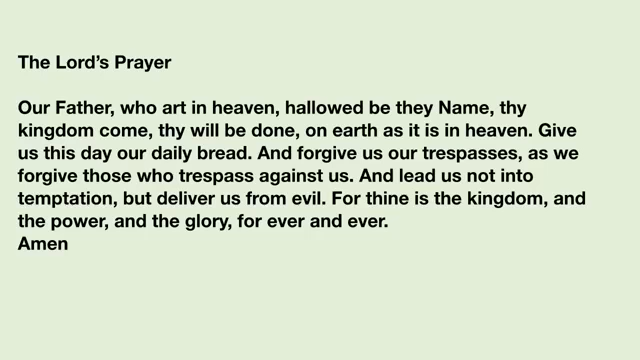 The Lord’s Prayer
Our Father, who art in heaven, hallowed be they Name, thy
kingdom come, thy will be done, on earth as it is in heaven. Give
us this day our daily bread. And forgive us our trespasses, as we
forgive those who trespass against us. And lead us not into
temptation, but deliver us from evil. For thine is the kingdom, and
the power, and the glory, for ever and ever.
Amen